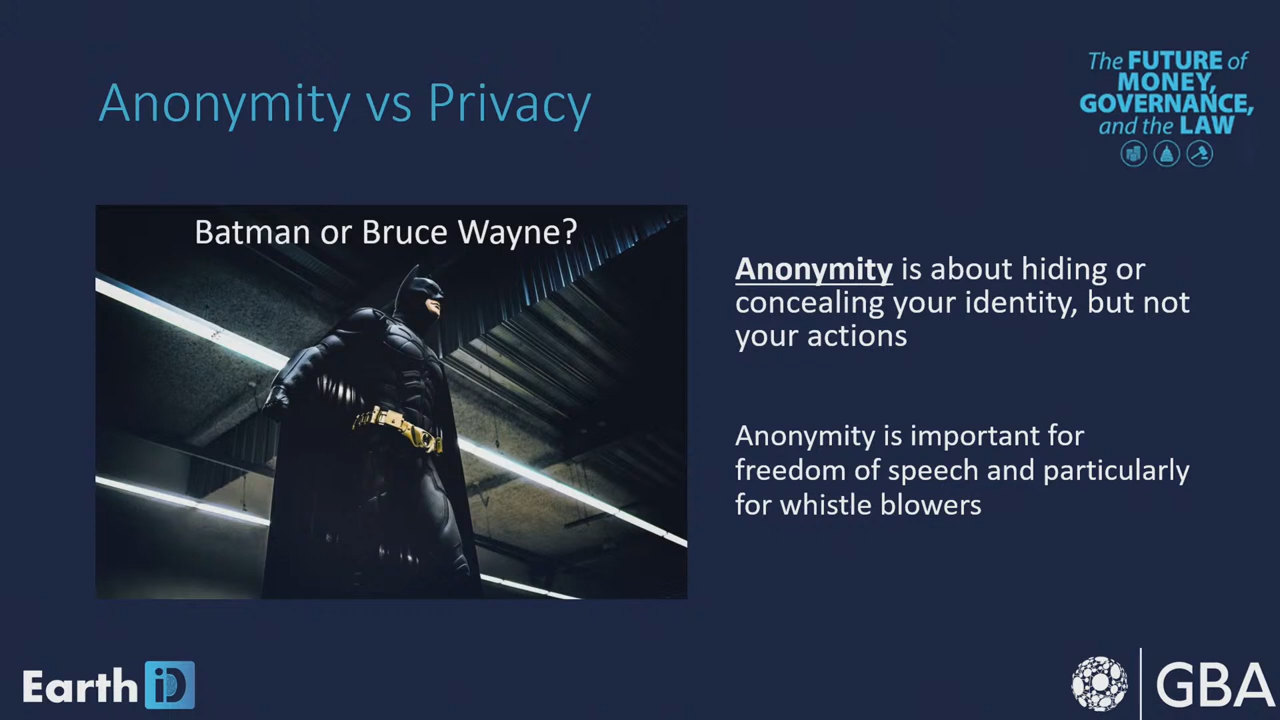 Anonymity vs Privacy
The FUTURE of
MONEY,
GOVERNANCE,
and the LAW
Batman or Bruce Wayne?
Anonymity is about hiding or
concealing your identity, but not
your actions
Anonymity is important for
freedom of speech and particularly
for whistle blowers
Earth iD
GBA